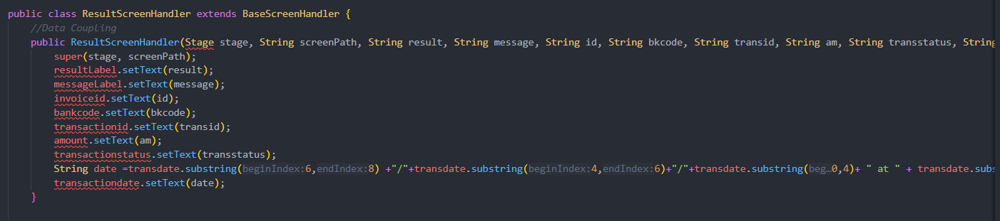 public class ResultScreenHandler extends BaseScreenHandler {
//Data Coupling
public ResultScreenHandler(Stage stage, String screenPath, String result, String message, String id, String bkcode, String transid, String am, String transstatus, String
super(stage, screenPath);
resultLabel.setText(result);
messageLabel.setText(message);
invoiceid.setText(id);
bankcode.setText(bkcode);
transactionid.setText(transid);
amount.setText(am);
transactionstatus.setText(transstatus);
String date =transdate.substring(beginIndex:6,endIndex:8) +"/"+transdate.substring(beginIndex:4,endIndex:6)+"/"+transdate.substring(beg…0,4)+ " at " + transdate.subs
transactiondate.setText(date);
}